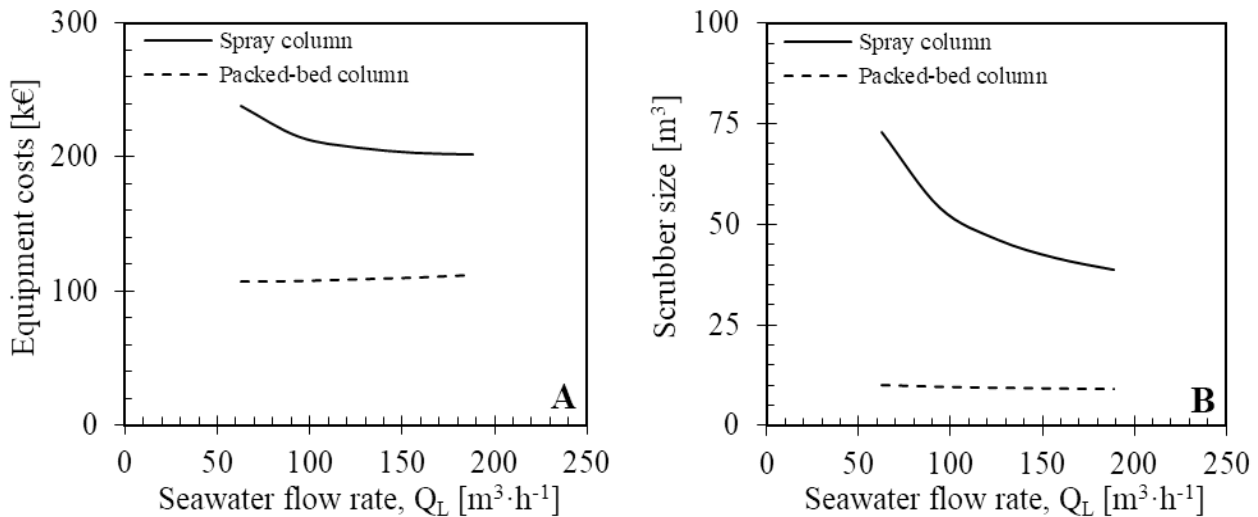 300
200
100
0
Equipment costs [k€]
Spray column
Packed-bed column
A
0 50 100 150 200 250
Seawater flow rate, Q_L [m³·h⁻¹]
100
75
50
25
0
Scrubber size [m³]
Spray column
Packed-bed column
B
0 50 100 150 200 250
Seawater flow rate, Q_L [m³·h⁻¹]